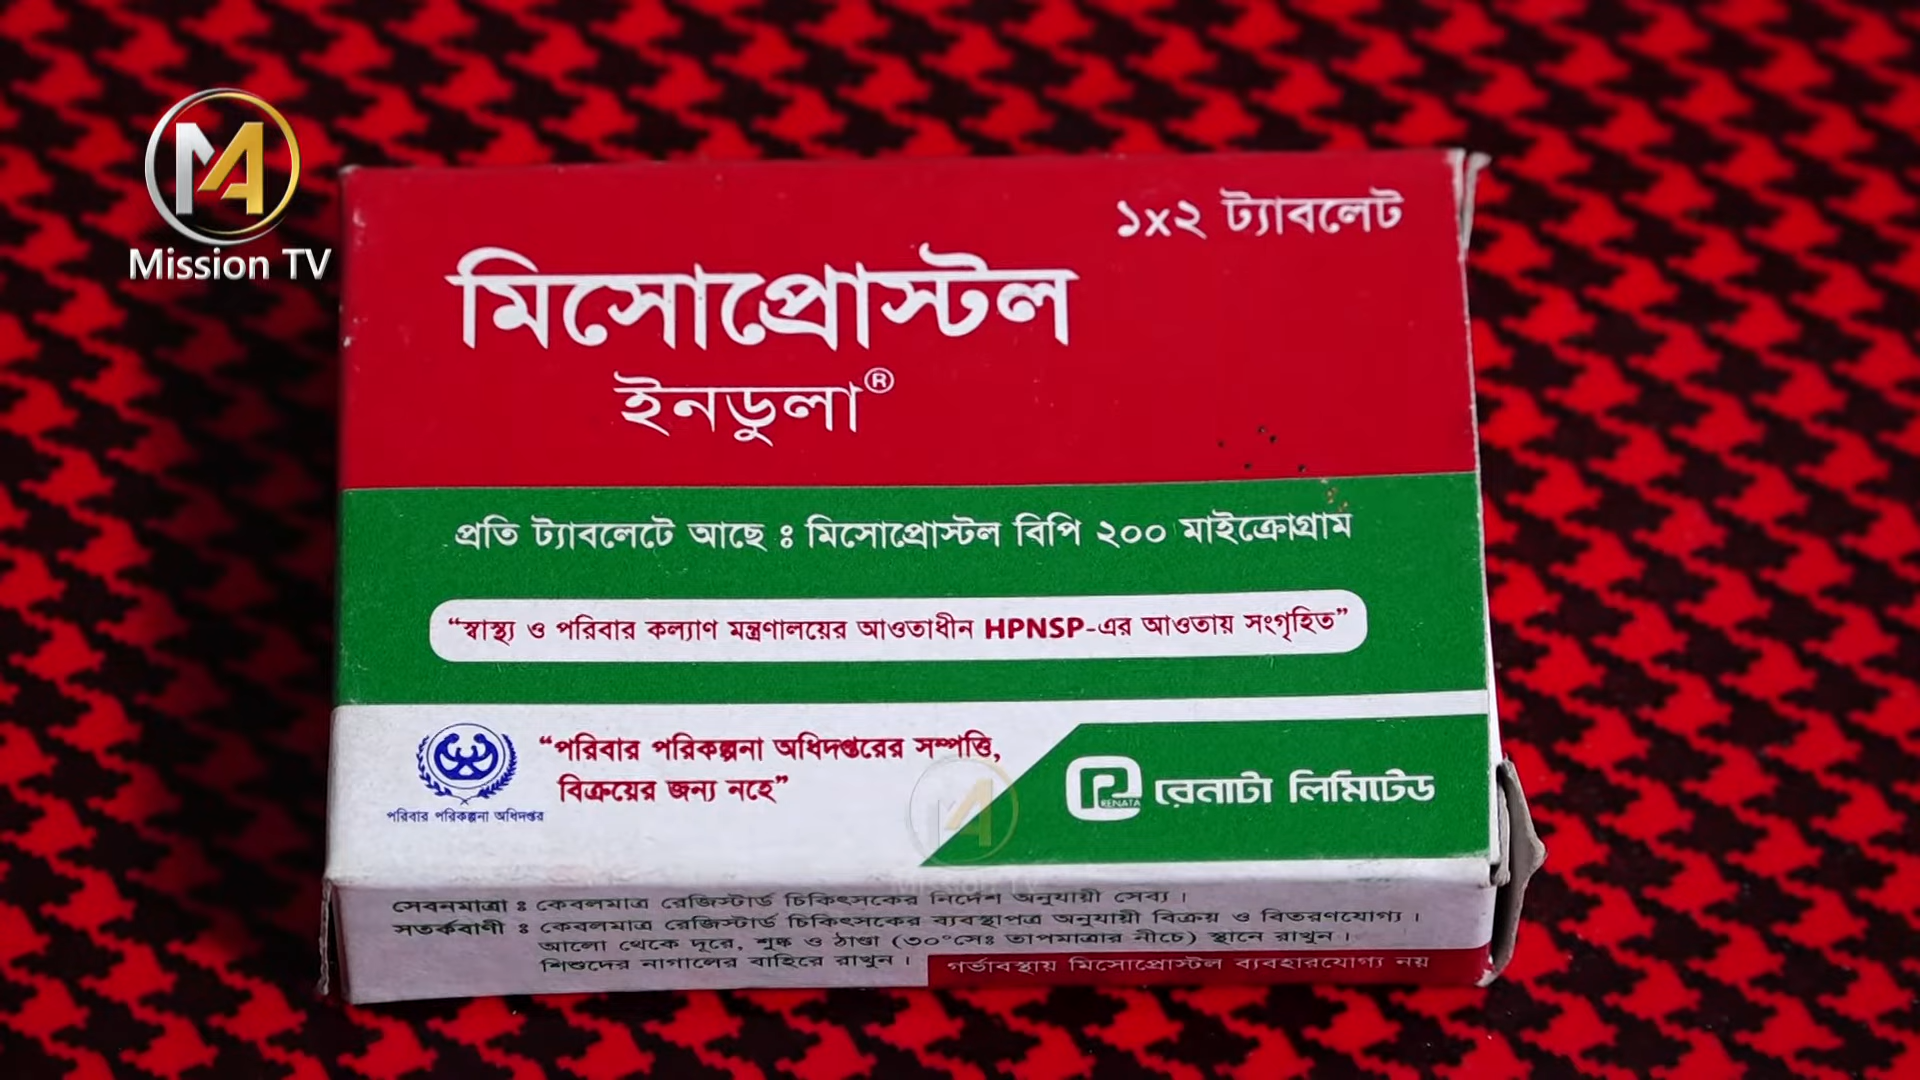 Mission TV
১x২ ট্যাবলেট
মিসোপ্রোস্টল
ইনডুলা®
প্রতি ট্যাবলেটে আছে ঃ মিসোপ্রোস্টল বিপি ২০০ মাইক্রোগ্রাম
“স্বাস্থ্য ও পরিবার কল্যাণ মন্ত্রণালয়ের আওতাধীন HPNSP-এর আওতায় সংগৃহিত”
“পরিবার পরিকল্পনা অধিদপ্তরের সম্পত্তি,
বিক্রয়ের জন্য নহে”
পরিবার পরিকল্পনা অধিদপ্তর
RENATA
রেনাটা লিমিটেড
Mission TV
সেবনমাত্রা ঃ কেবলমাত্র রেজিস্টার্ড চিকিৎসকের নির্দেশ অনুযায়ী সেব্য।
সতর্কবাণী ঃ কেবলমাত্র রেজিস্টার্ড চিকিৎসকের ব্যবস্থাপত্র অনুযায়ী বিক্রয় ও বিতরণযোগ্য।
আলো থেকে দূরে, শুষ্ক ও ঠাণ্ডা (৩০°সেঃ তাপমাত্রার নীচে) স্থানে রাখুন।
শিশুদের নাগালের বাহিরে রাখুন।
গর্ভাবস্থায় মিসোপ্রোস্টল ব্যবহারযোগ্য নয়